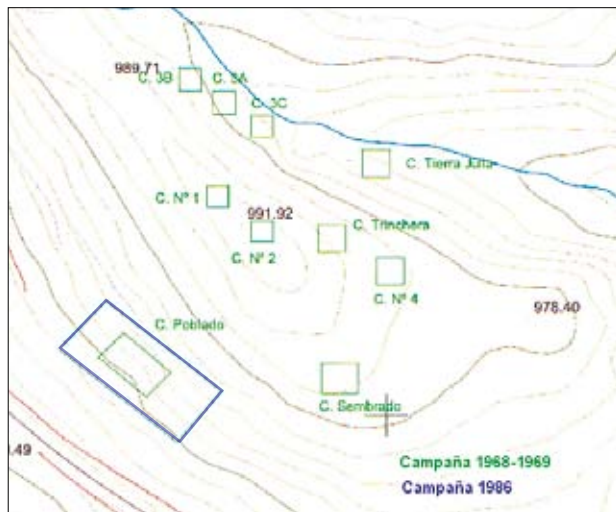 989.71
C. 3B
C. 3A
C. 3C
C. Tierra Julia
C. Nº 1
991.92
C. Trinchera
C. Nº 2
C. Nº 4
978.40
C. Poblado
C. Sembrado
.49
Campaña 1968-1969
Campaña 1986